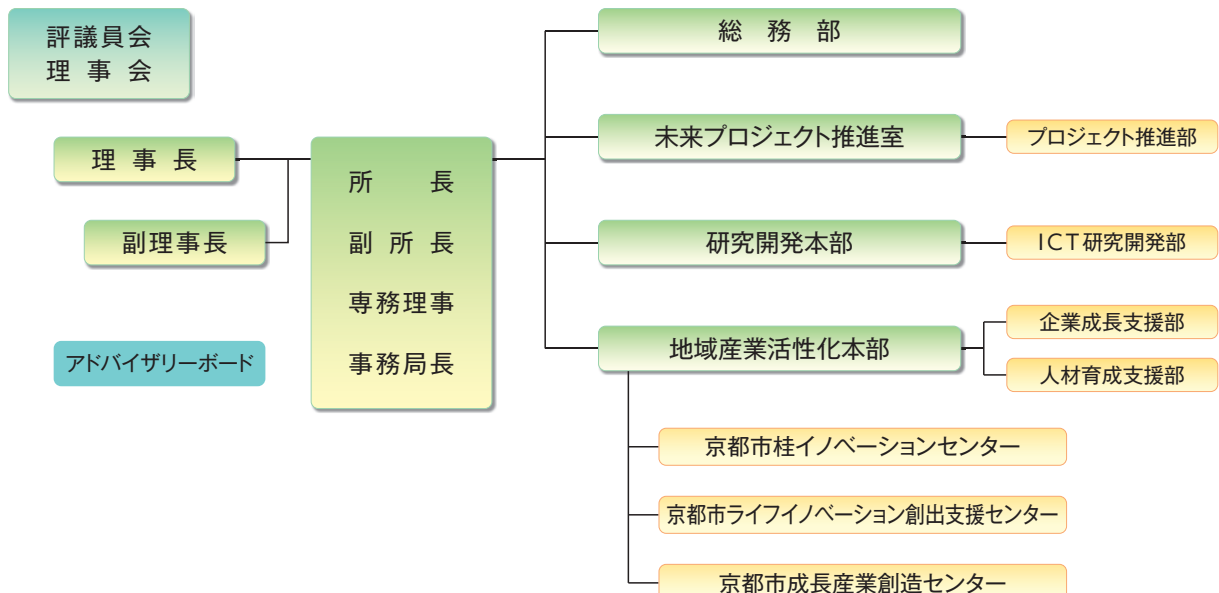 評議員会
理事会
理事長
副理事長
アドバイザリーボード
所長
副所長
専務理事
事務局長
総務部
未来プロジェクト推進室
プロジェクト推進部
研究開発本部
ICT研究開発部
地域産業活性化本部
企業成長支援部
人材育成支援部
京都市桂イノベーションセンター
京都市ライフイノベーション創出支援センター
京都市成長産業創造センター